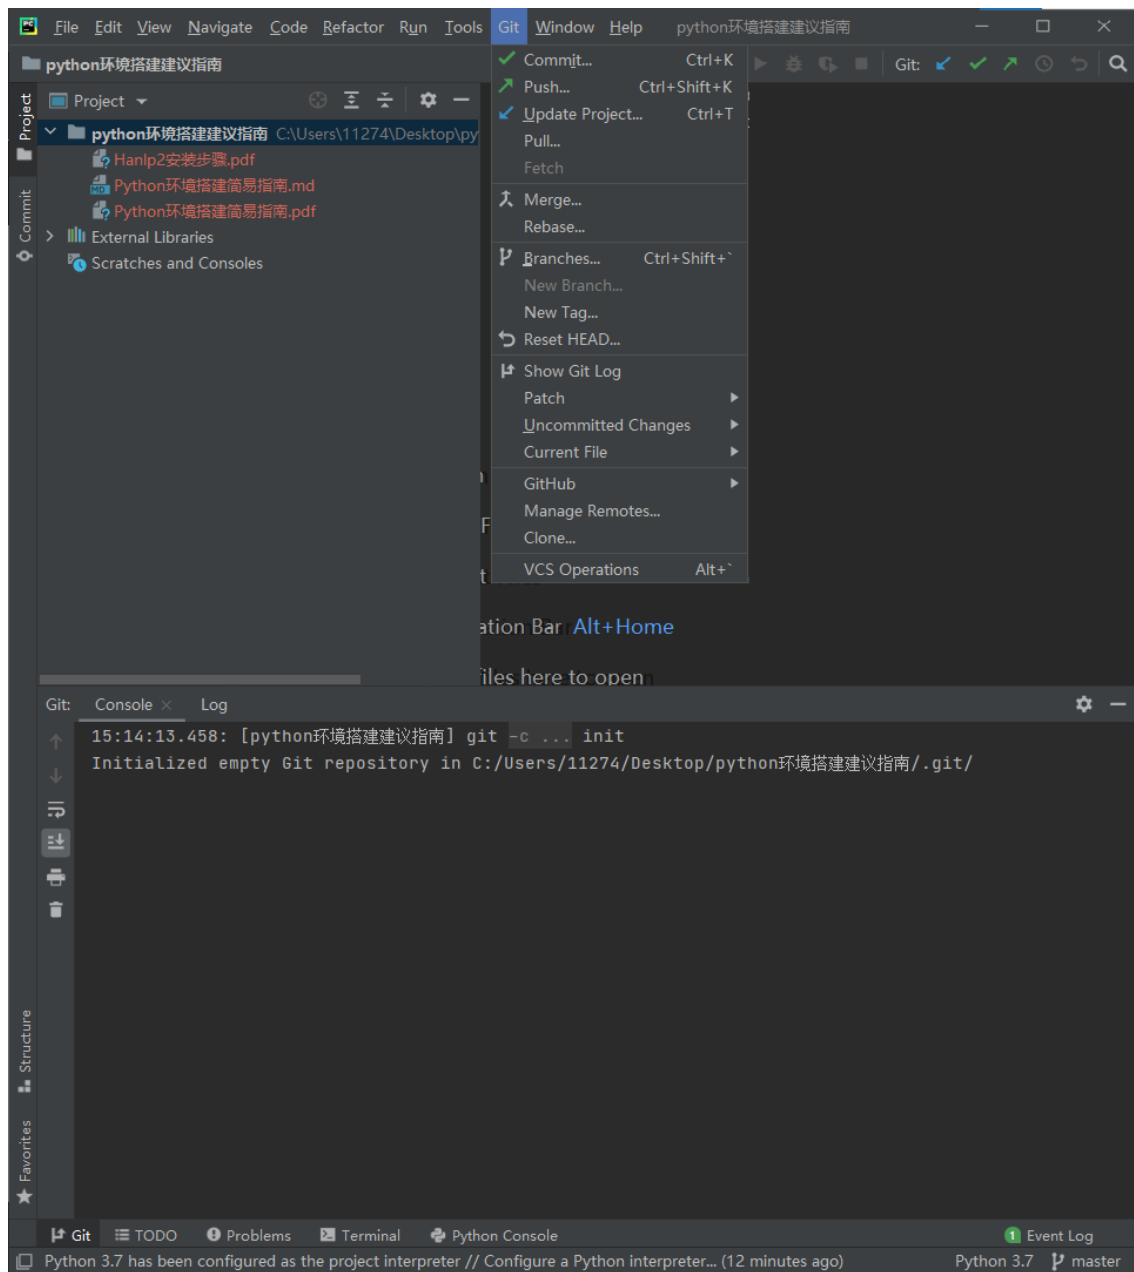 File Edit View Navigate Code Refactor Run Tools Git Window Help python环境搭建建议指南
python环境搭建建议指南
Git:
Project
python环境搭建建议指南 C:\Users\11274\Desktop\py
Hanlp2安装步骤.pdf
Python环境搭建简易指南.md
Python环境搭建简易指南.pdf
External Libraries
Scratches and Consoles
Project
Commit
Structure
Favorites
Commit... Ctrl+K
Push... Ctrl+Shift+K
Update Project... Ctrl+T
Pull...
Fetch
Merge...
Rebase...
Branches... Ctrl+Shift+`
New Branch...
New Tag...
Reset HEAD...
Show Git Log
Patch
Uncommitted Changes
Current File
GitHub
Manage Remotes...
Clone...
VCS Operations Alt+`
ation Bar Alt+Home
files here to open
Git: Console Log
15:14:13.458: [python环境搭建建议指南] git -c ... init
Initialized empty Git repository in C:/Users/11274/Desktop/python环境搭建建议指南/.git/
Git TODO Problems Terminal Python Console 1 Event Log
Python 3.7 has been configured as the project interpreter // Configure a Python interpreter... (12 minutes ago) Python 3.7 master